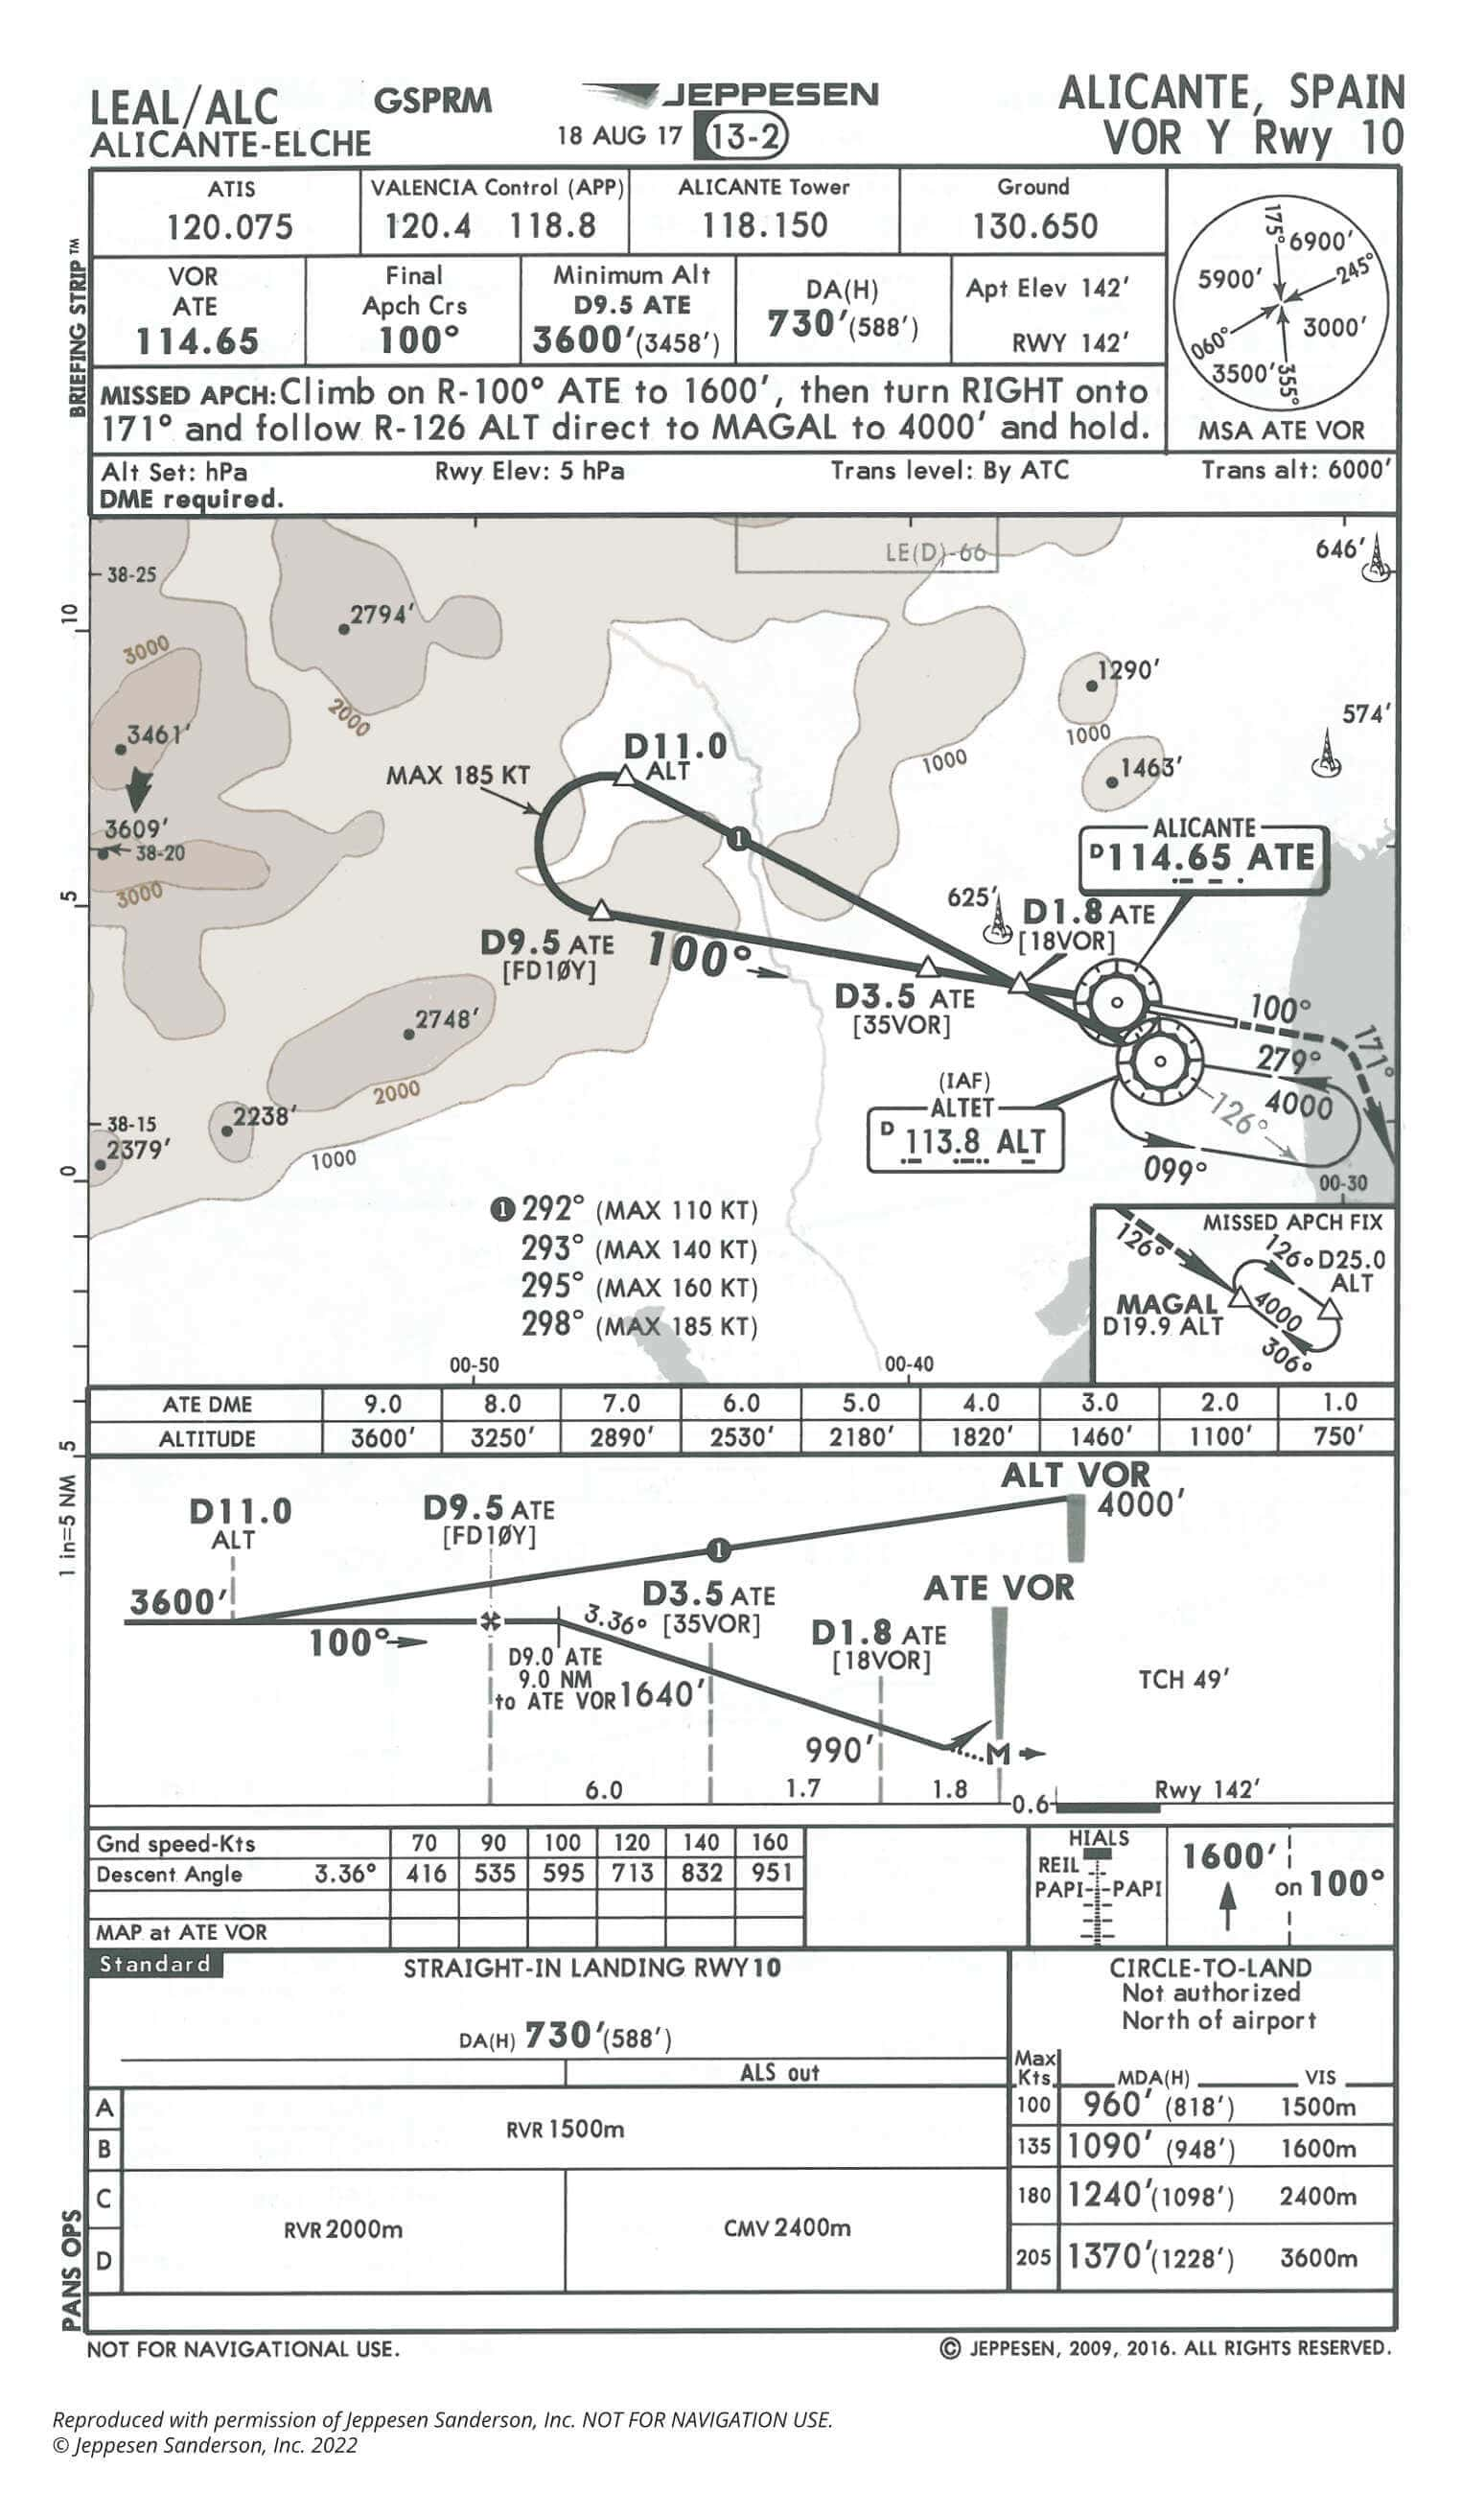 LEAL/ALC GSPRM JEPPESEN ALICANTE, SPAIN
ALICANTE-ELCHE 18 AUG 17 13-2 VOR Y Rwy 10
BRIEFING STRIP™
ATIS VALENCIA Control (APP) ALICANTE Tower Ground
120.075 120.4 118.8 118.150 130.650
VOR Final Minimum Alt DA(H) Apt Elev 142'
ATE Apch Crs D9.5 ATE
114.65 100° 3600'(3458') 730'(588') RWY 142'
175° 6900'
5900' 245°
3000'
060°
3500' 355°
MSA ATE VOR
MISSED APCH: Climb on R-100° ATE to 1600', then turn RIGHT onto
171° and follow R-126 ALT direct to MAGAL to 4000' and hold.
Alt Set: hPa Rwy Elev: 5 hPa Trans level: By ATC Trans alt: 6000'
DME required.
LE(D)-66
646'
38-25
10
2794'
3000
1290'
2000
574'
3461'
1000
D11.0
ALT
1000
MAX 185 KT
1463'
3609'
38-20
1
ALICANTE
D 114.65 ATE
3000
5
625'
D1.8 ATE
[18VOR]
D9.5 ATE
[FD10Y]
100°
D3.5 ATE
[35VOR]
100°
171°
2748'
279°
(IAF)
ALTET
D 113.8 ALT
126°
4000
2000
38-15
2238'
2379'
1000
099°
0
00-30
1 292° (MAX 110 KT)
293° (MAX 140 KT)
295° (MAX 160 KT)
298° (MAX 185 KT)
MISSED APCH FIX
126°
126° D25.0
ALT
MAGAL
D19.9 ALT
4000
306°
00-50 00-40
ATE DME 9.0 8.0 7.0 6.0 5.0 4.0 3.0 2.0 1.0
ALTITUDE 3600' 3250' 2890' 2530' 2180' 1820' 1460' 1100' 750'
5
1 in=5 NM
ALT VOR
4000'
D11.0
ALT
D9.5 ATE
[FD10Y]
1
ATE VOR
3600'
3.36°
D3.5 ATE
[35VOR]
100°
D1.8 ATE
[18VOR]
D9.0 ATE
9.0 NM
to ATE VOR
1640'
TCH 49'
990'
M
6.0 1.7 1.8 0.6 Rwy 142'
Gnd speed-Kts 70 90 100 120 140 160
Descent Angle 3.36° 416 535 595 713 832 951
MAP at ATE VOR
HIALS
REIL
PAPI PAPI
1600'
on 100°
Standard STRAIGHT-IN LANDING RWY10
DA(H) 730'(588')
ALS out
A
B
RVR 1500m
C
D
RVR 2000m CMV 2400m
CIRCLE-TO-LAND
Not authorized
North of airport
Max
Kts MDA(H) VIS
100 960' (818') 1500m
135 1090' (948') 1600m
180 1240'(1098') 2400m
205 1370'(1228') 3600m
PANS OPS
NOT FOR NAVIGATIONAL USE. © JEPPESEN, 2009, 2016. ALL RIGHTS RESERVED.
Reproduced with permission of Jeppesen Sanderson, Inc. NOT FOR NAVIGATION USE.
© Jeppesen Sanderson, Inc. 2022